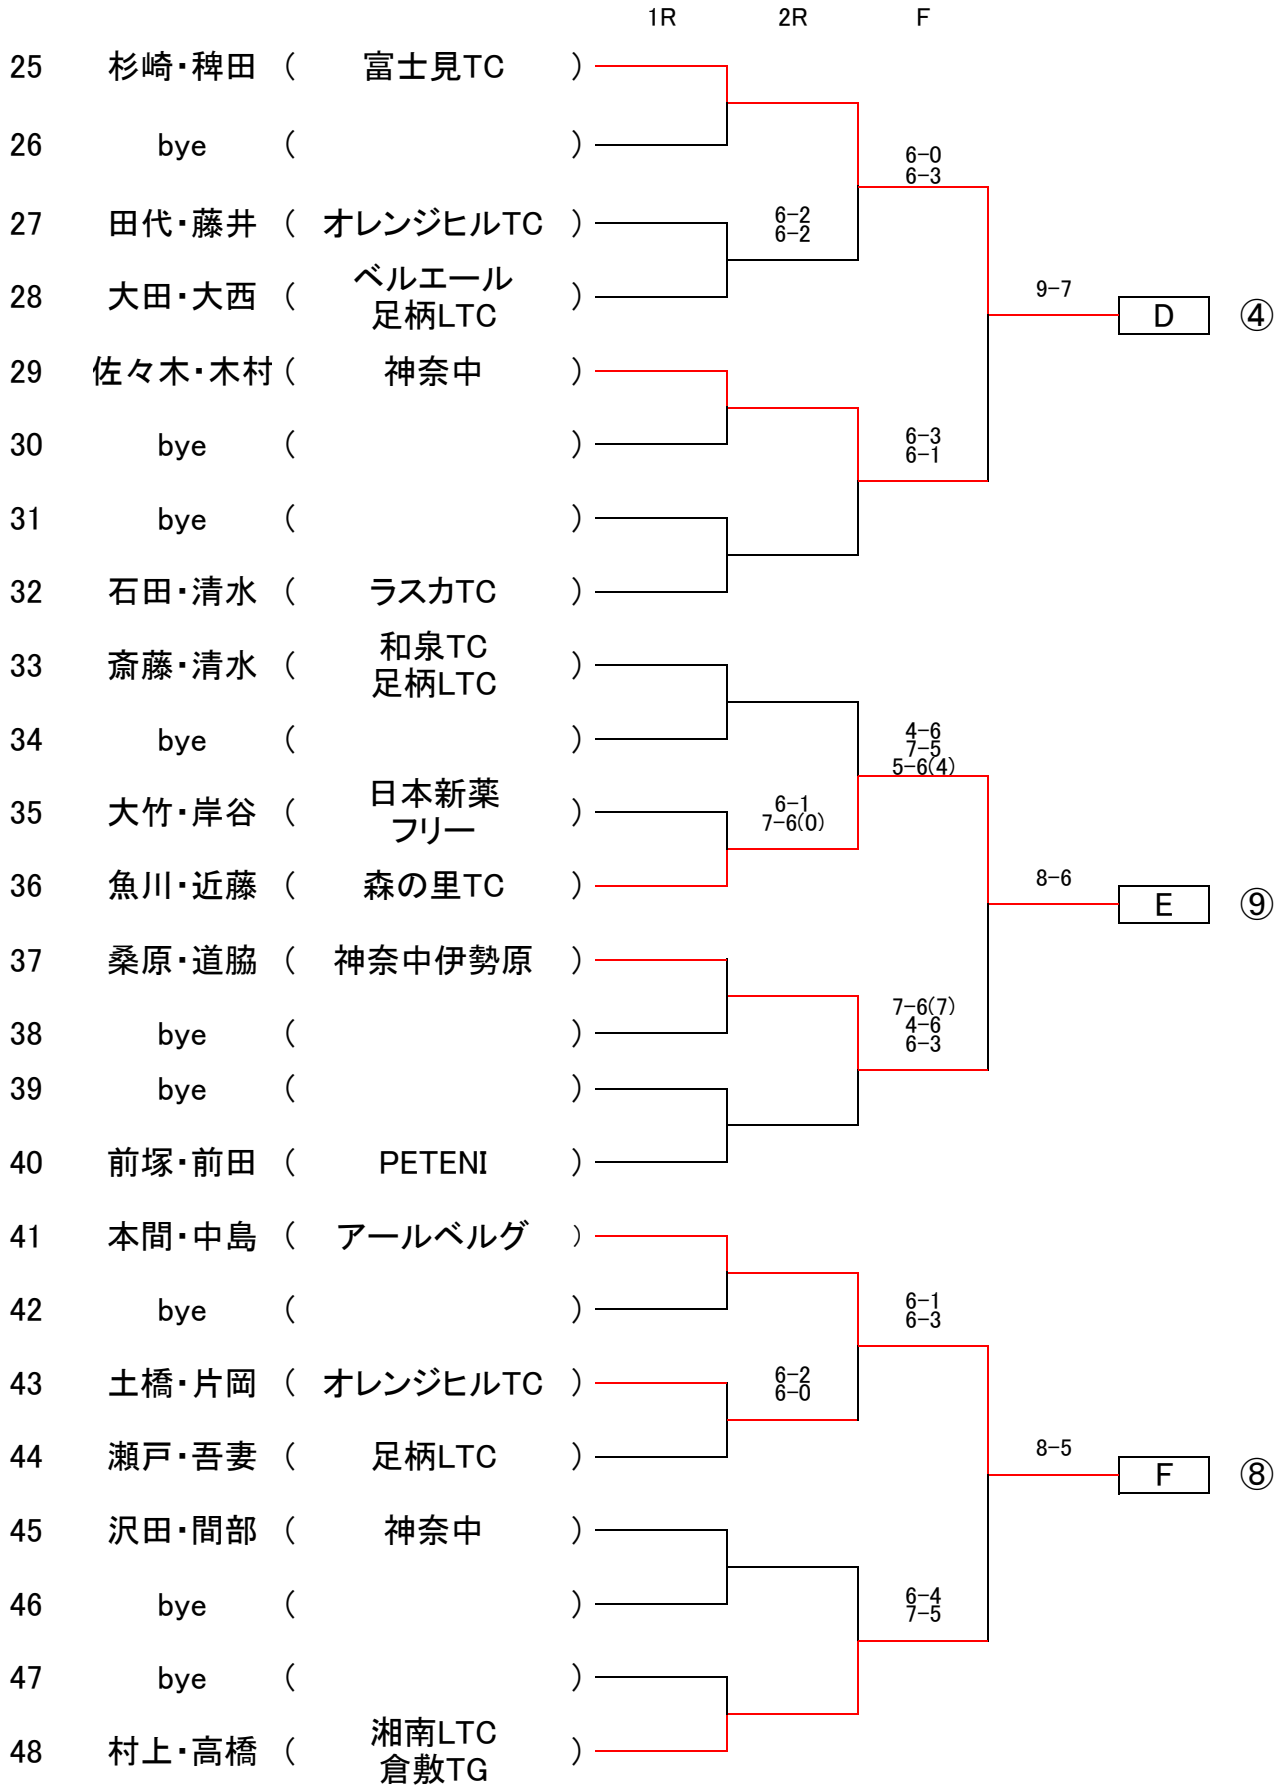 1R 2R F
25 杉崎・稗田 ( 富士見TC )
26 bye ( )
6-0
6-3
27 田代・藤井 ( オレンジヒルTC )
6-2
6-2
28 大田・大西 ( ベルエール
足柄LTC )
9-7
D ④
29 佐々木・木村 ( 神奈中 )
30 bye ( )
6-3
6-1
31 bye ( )
32 石田・清水 ( ラスカTC )
33 斎藤・清水 ( 和泉TC
足柄LTC )
34 bye ( )
4-6
7-5
5-6(4)
35 大竹・岸谷 ( 日本新薬
フリー )
6-1
7-6(0)
36 魚川・近藤 ( 森の里TC )
8-6
E ⑨
37 桑原・道脇 ( 神奈中伊勢原 )
38 bye ( )
7-6(7)
4-6
6-3
39 bye ( )
40 前塚・前田 ( PETENI )
41 本間・中島 ( アールベルグ )
42 bye ( )
6-1
6-3
43 土橋・片岡 ( オレンジヒルTC )
6-2
6-0
44 瀬戸・吾妻 ( 足柄LTC )
8-5
F ⑧
45 沢田・間部 ( 神奈中 )
46 bye ( )
6-4
7-5
47 bye ( )
48 村上・高橋 ( 湘南LTC
倉敷TG )